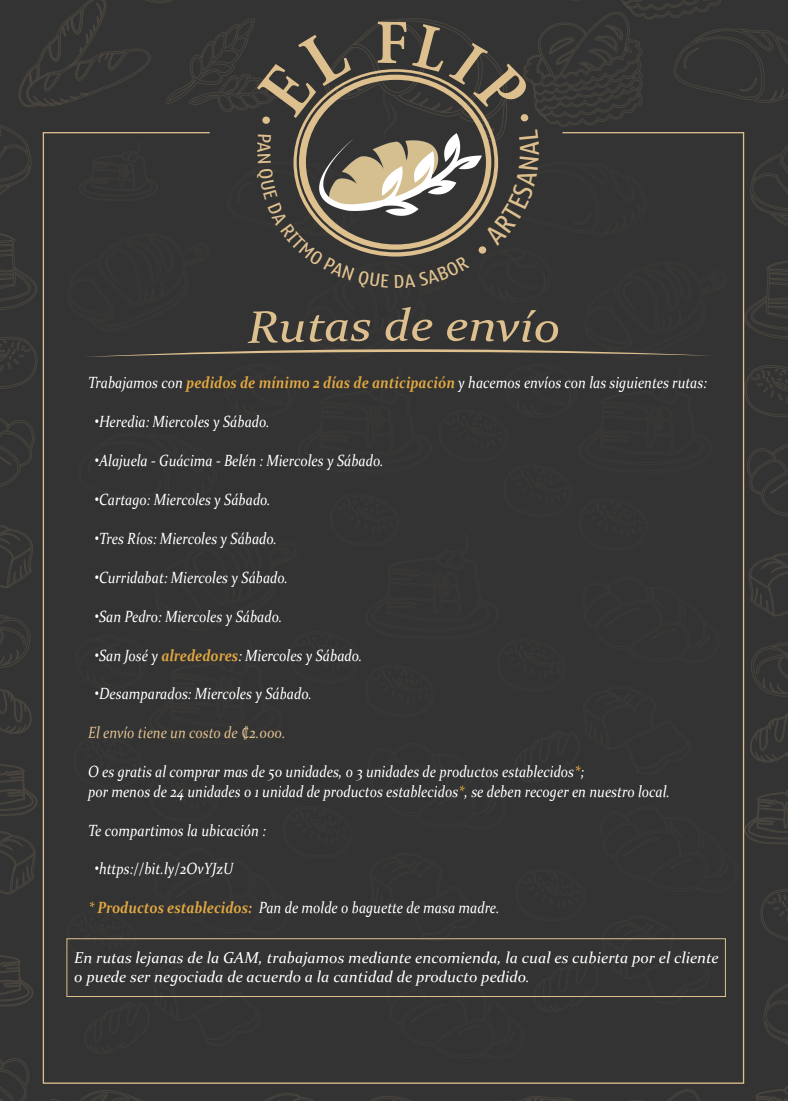 EL FLIP
PAN QUE DA RITMO PAN QUE DA SABOR
ARTESANAL
Rutas de envío
Trabajamos con pedidos de mínimo 2 días de anticipación y hacemos envíos con las siguientes rutas:
•Heredia: Miercoles y Sábado.
•Alajuela - Guácima - Belén : Miercoles y Sábado.
•Cartago: Miercoles y Sábado.
•Tres Ríos: Miercoles y Sábado.
•Curridabat: Miercoles y Sábado.
•San Pedro: Miercoles y Sábado.
•San José y alrededores: Miercoles y Sábado.
•Desamparados: Miercoles y Sábado.
El envío tiene un costo de ₡2.000.
O es gratis al comprar mas de 50 unidades, o 3 unidades de productos establecidos*;
por menos de 24 unidades o 1 unidad de productos establecidos*, se deben recoger en nuestro local.
Te compartimos la ubicación :
•https://bit.ly/2OvYJzU
* Productos establecidos: Pan de molde o baguette de masa madre.
En rutas lejanas de la GAM, trabajamos mediante encomienda, la cual es cubierta por el cliente
o puede ser negociada de acuerdo a la cantidad de producto pedido.